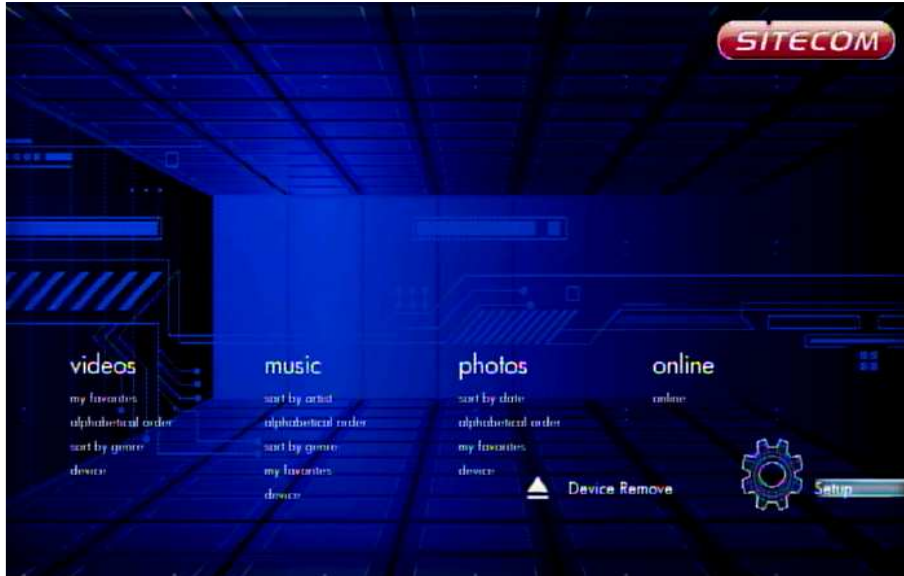 SITECOM
videos
my favorites
alphabetical order
sort by genre
device
music
sort by artist
alphabetical order
sort by genre
my favorites
device
photos
sort by date
alphabetical order
my favorites
device
online
online
Device Remove
Setup